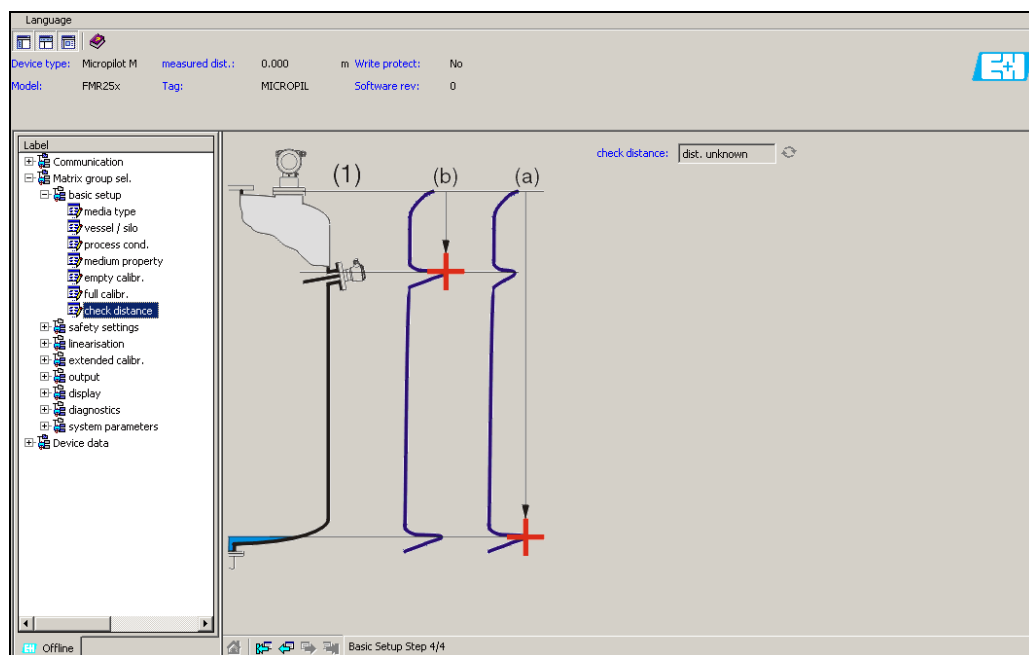 Language
Device type: Micropilot M measured dist.: 0.000 m Write protect: No
Model: FMR25x Tag: MICROPIL Software rev: 0
E+H
Label
Communication
Matrix group sel.
basic setup
media type
vessel / silo
process cond.
medium property
empty calibr.
full calibr.
check distance
safety settings
linearisation
extended calibr.
output
display
diagnostics
system parameters
Device data
check distance: dist. unknown
(1) (b) (a)
Offline
Basic Setup Step 4/4